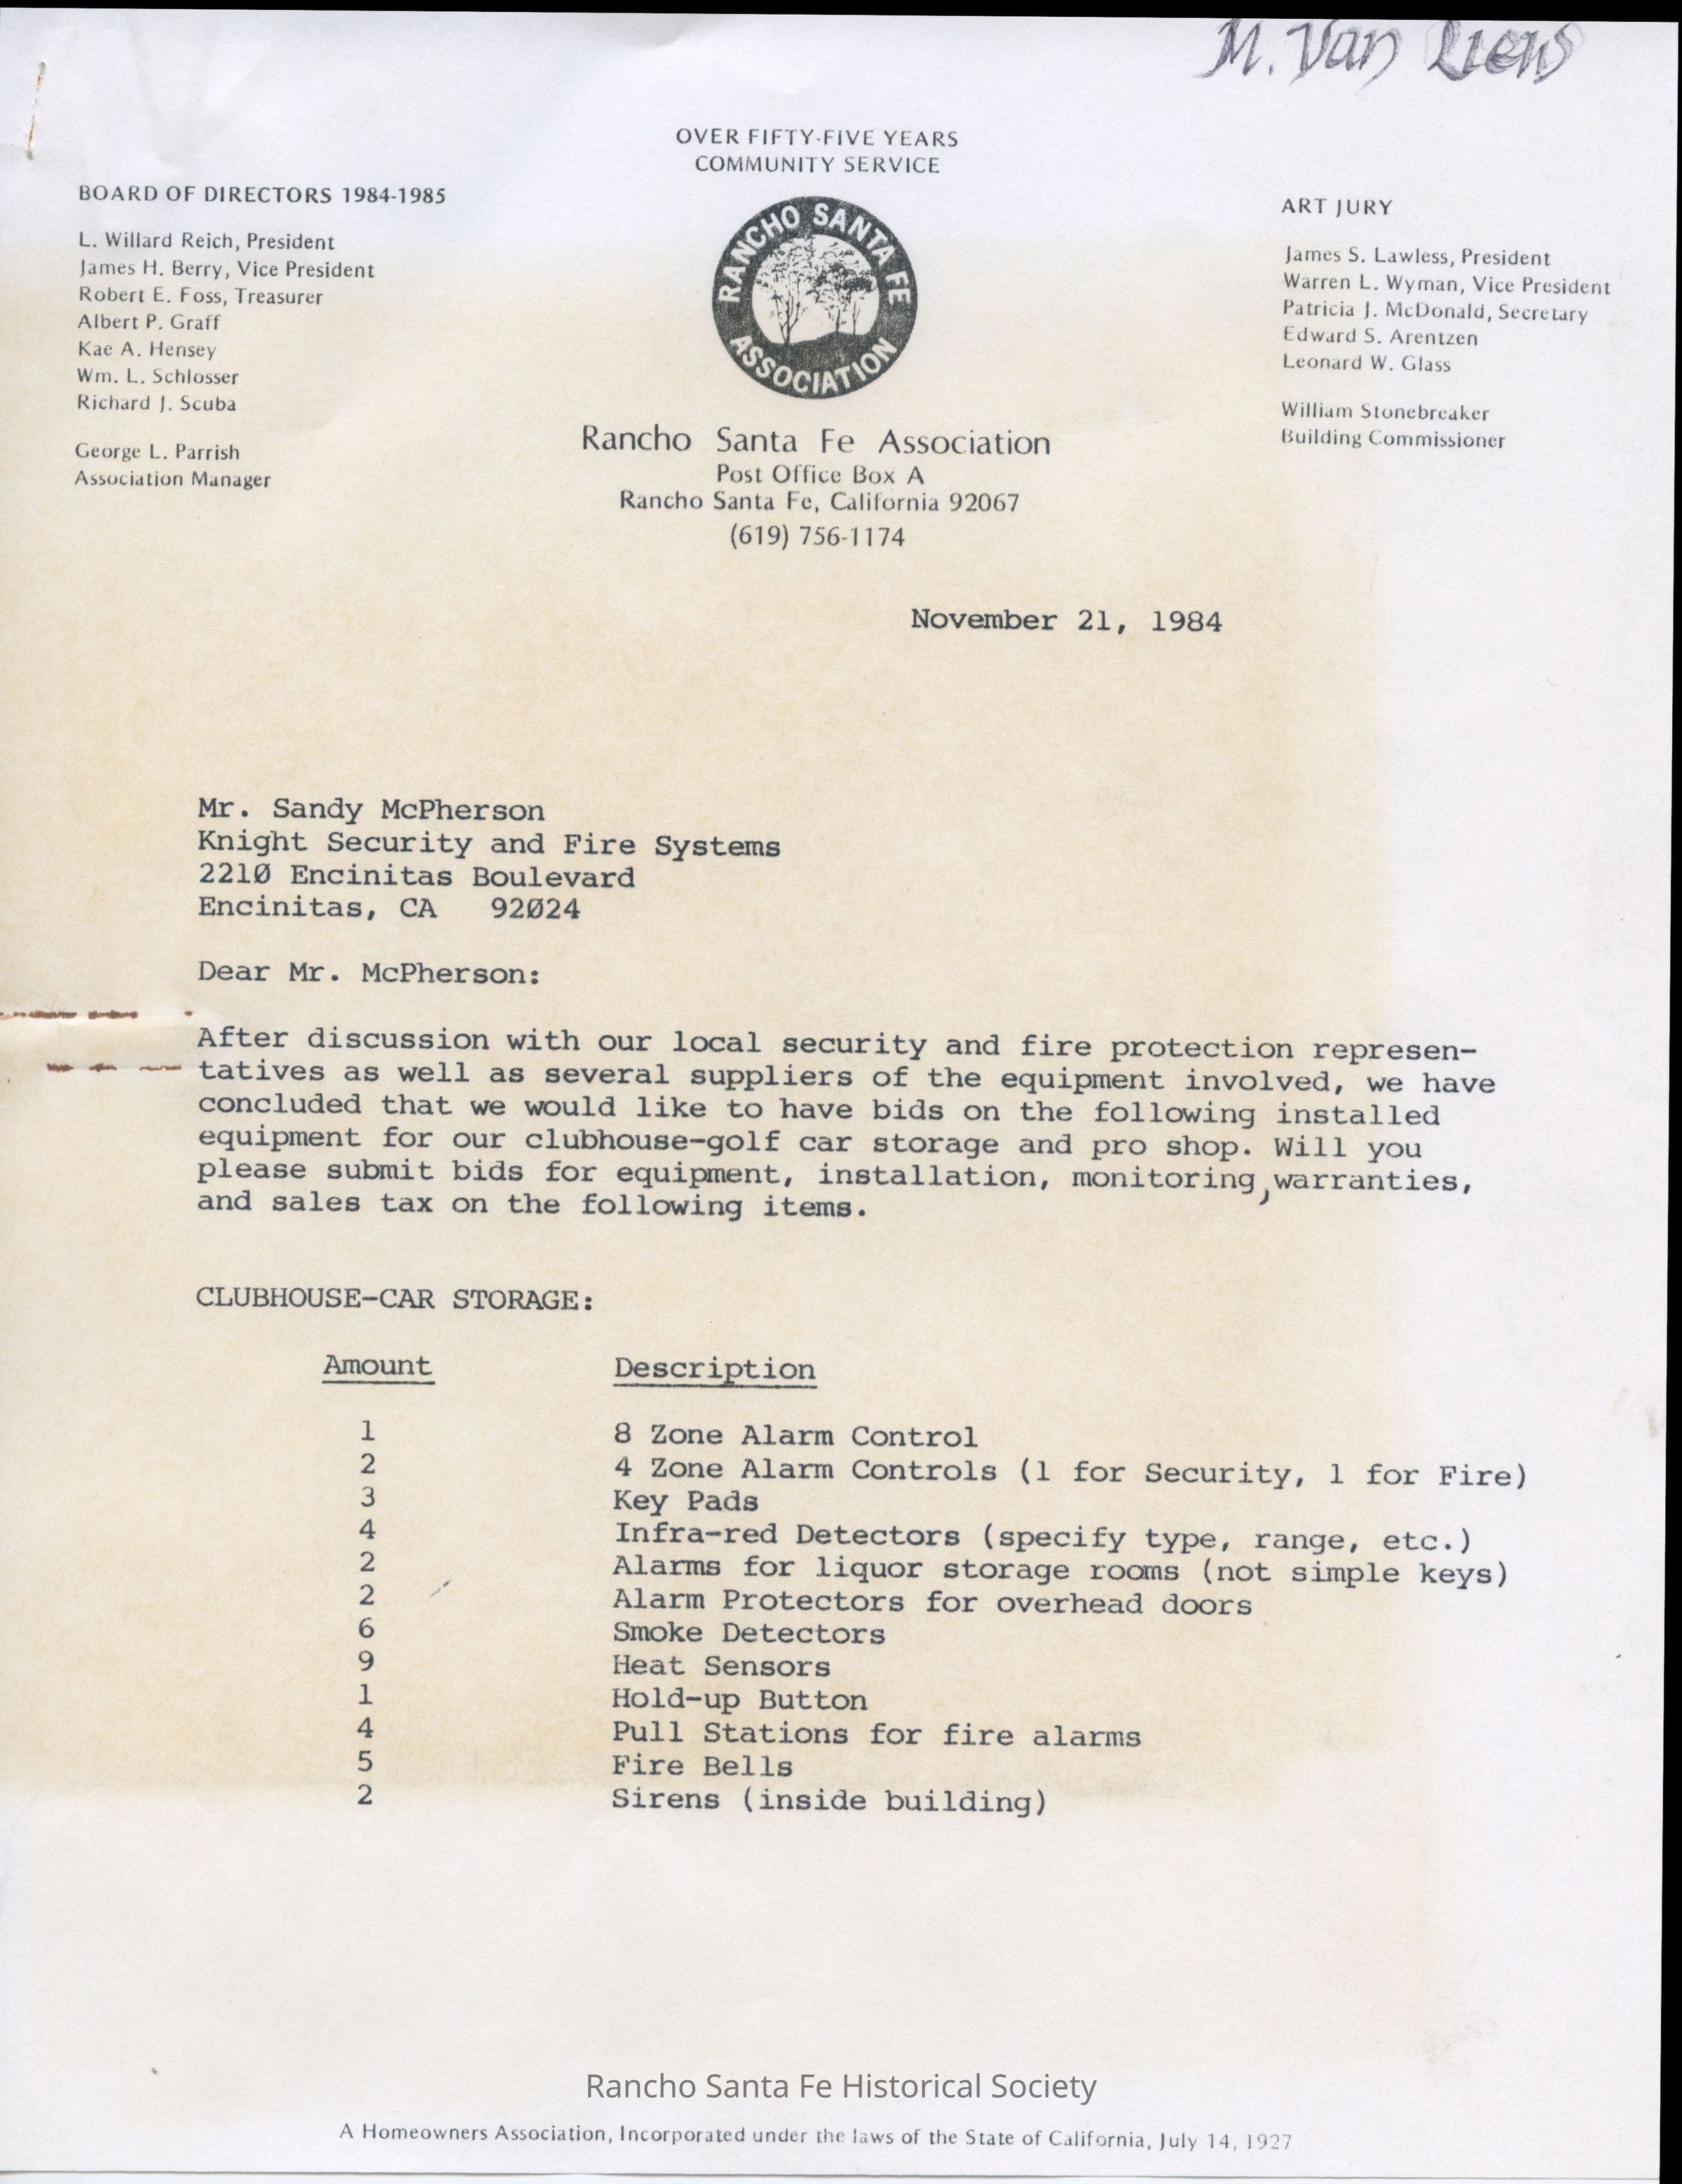 M. Van
OVER FIFTY-FIVE YEARS
COMMUNITY SERVICE
BOARD OF DIRECTORS 1984-1985
L. Willard Reich, President
James H. Berry, Vice President
Robert E. Foss, Treasurer
Albert P. Graff
Kae A. Hensey
Wm. L. Schlosser
Richard J. Scuba
George L. Parrish
Association Manager
RANCHO SANTA FE
ASSOCIATION
Rancho Santa Fe Association
Post Office Box A
Rancho Santa Fe, California 92067
(619) 756-1174
ART JURY
James S. Lawless, President
Warren L. Wyman, Vice President
Patricia J. McDonald, Secretary
Edward S. Arentzen
Leonard W. Glass
William Stonebreaker
Building Commissioner
November 21, 1984
Mr. Sandy McPherson
Knight Security and Fire Systems
2210 Encinitas Boulevard
Encinitas, CA 92024
Dear Mr. McPherson:
After discussion with our local security and fire protection represen-
tatives as well as several suppliers of the equipment involved, we have
concluded that we would like to have bids on the following installed
equipment for our clubhouse-golf car storage and pro shop. Will you
please submit bids for equipment, installation, monitoring, warranties,
and sales tax on the following items.
CLUBHOUSE-CAR STORAGE:
Amount Description
1 8 Zone Alarm Control
2 4 Zone Alarm Controls (1 for Security, 1 for Fire)
3 Key Pads
4 Infra-red Detectors (specify type, range, etc.)
2 Alarms for liquor storage rooms (not simple keys)
2 Alarm Protectors for overhead doors
6 Smoke Detectors
9 Heat Sensors
1 Hold-up Button
4 Pull Stations for fire alarms
5 Fire Bells
2 Sirens (inside building)
Rancho Santa Fe Historical Society
A Homeowners Association, Incorporated under the laws of the State of California, July 14, 1927